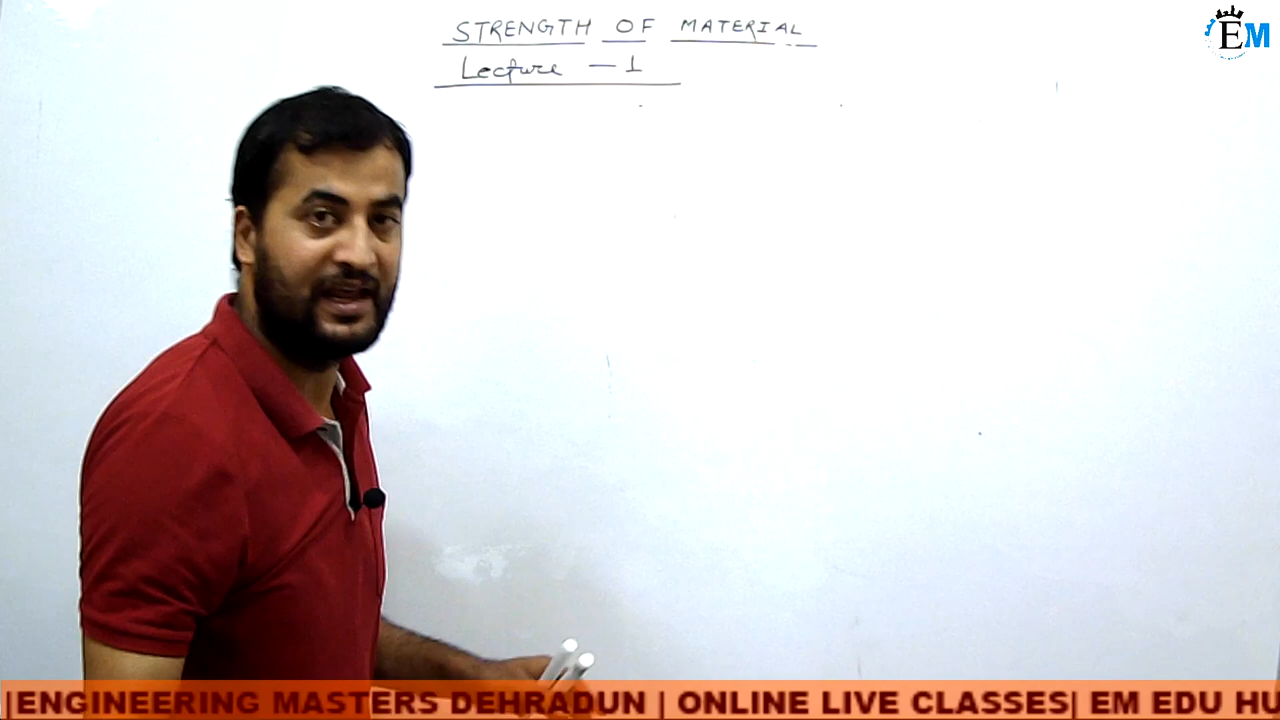 STRENGTH OF MATERIAL
Lecture - 1
EM
|ENGINEERING MASTERS DEHRADUN | ONLINE LIVE CLASSES| EM EDU HU